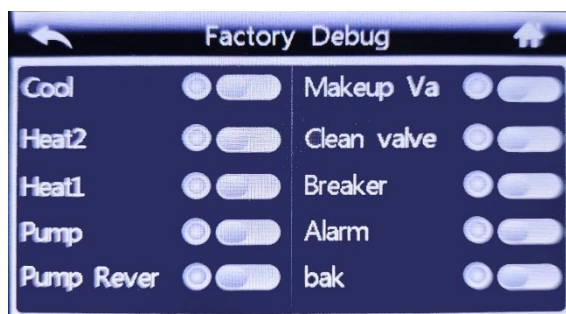 Factory Debug
Cool
Heat2
Heat1
Pump
Pump Rever
Makeup Va
Clean valve
Breaker
Alarm
bak